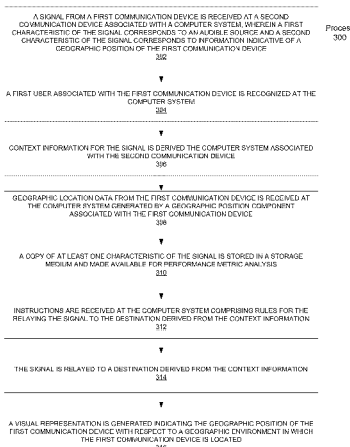 A SIGNAL FROM A FIRST COMMUNICATION DEVICE IS RECEIVED AT A SECOND
COMMUNICATION DEVICE ASSOCIATED WITH A COMPUTER SYSTEM, WHEREIN A FIRST
CHARACTERISTIC OF THE SIGNAL CORRESPONDS TO AN AUDIBLE SOURCE AND A SECOND
CHARACTERISTIC OF THE SIGNAL CORRESPONDS TO INFORMATION INDICATIVE OF A
GEOGRAPHIC POSITION OF THE FIRST COMMUNICATION DEVICE
302
Proces
300
A FIRST USER ASSOCIATED WITH THE FIRST COMMUNICATION DEVICE IS RECOGNIZED AT THE
COMPUTER SYSTEM
304
CONTEXT INFORMATION FOR THE SIGNAL IS DERIVED THE COMPUTER SYSTEM ASSOCIATED
WITH THE SECOND COMMUNICATION DEVICE
306
GEOGRAPHIC LOCATION DATA FROM THE FIRST COMMUNICATION DEVICE IS RECEIVED AT
THE COMPUTER SYSTEM GENERATED BY A GEOGRAPHIC POSITION COMPONENT
ASSOCIATED WITH THE FIRST COMMUNICATION DEVICE
308
A COPY OF AT LEAST ONE CHARACTERISTIC OF THE SIGNAL IS STORED IN A STORAGE
MEDIUM AND MADE AVAILABLE FOR PERFORMANCE METRIC ANALYSIS
310
INSTRUCTIONS ARE RECEIVED AT THE COMPUTER SYSTEM COMPRISING RULES FOR THE
RELAYING THE SIGNAL TO THE DESTINATION DERIVED FROM THE CONTEXT INFORMATION
312
THE SIGNAL IS RELAYED TO A DESTINATION DERIVED FROM THE CONTEXT INFORMATION
314
A VISUAL REPRESENTATION IS GENERATED INDICATING THE GEOGRAPHIC POSITION OF THE
FIRST COMMUNICATION DEVICE WITH RESPECT TO A GEOGRAPHIC ENVIRONMENT IN WHICH
THE FIRST COMMUNICATION DEVICE IS LOCATED